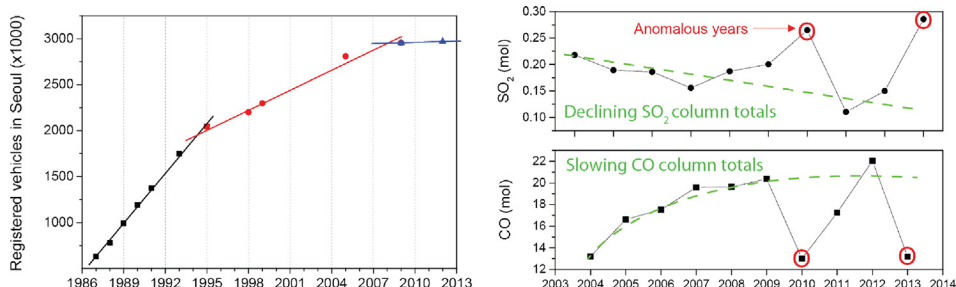 Registered vehicles in Seoul (x1000)
3000
2500
2000
1500
1000
1986 1989 1992 1995 1998 2001 2004 2007 2010 2013
SO2 (mol)
0.30
0.25
0.20
0.15
0.10
Anomalous years
Declining SO2 column totals
CO (mol)
22
20
18
16
14
12
Slowing CO column totals
2003 2004 2005 2006 2007 2008 2009 2010 2011 2012 2013 2014